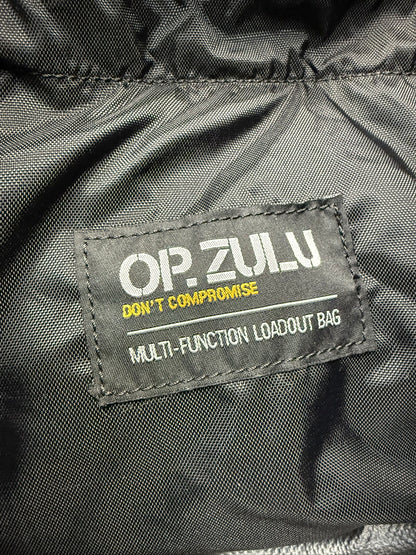 OP. ZULU
DON'T COMPROMISE
MULTI-FUNCTION LOADOUT BAG